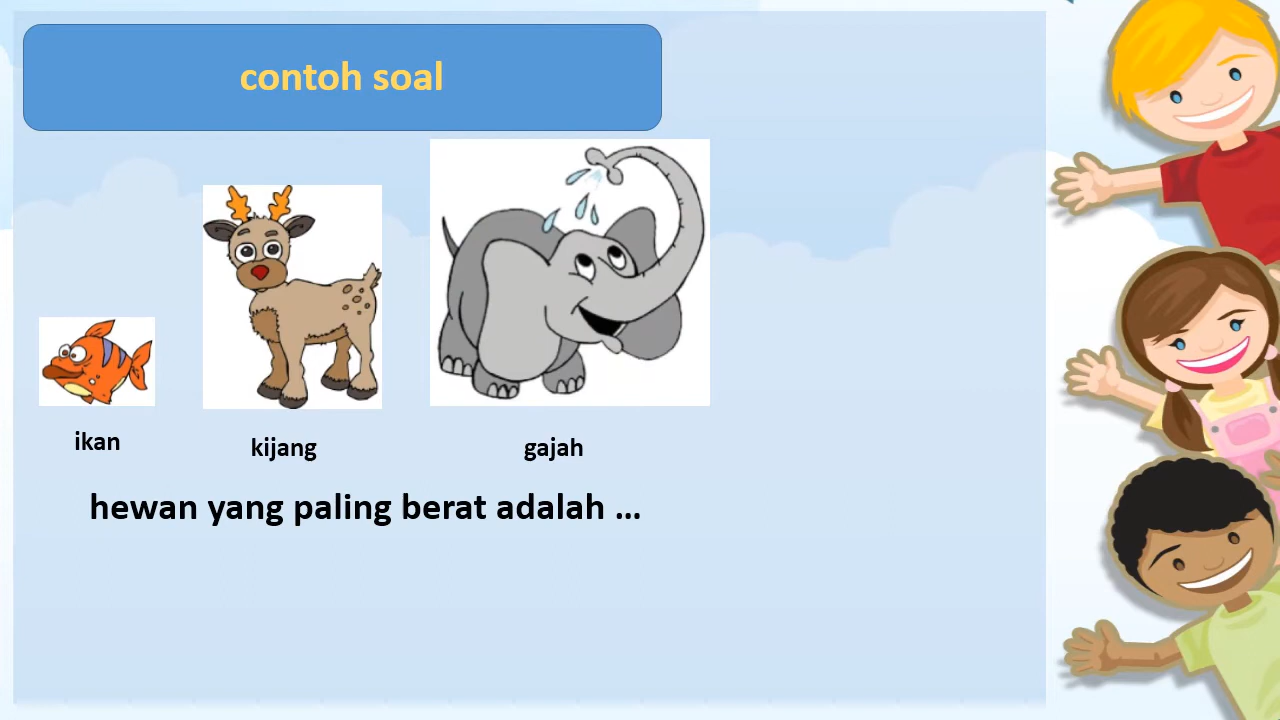 contoh soal
ikan
kijang
gajah
hewan yang paling berat adalah ...